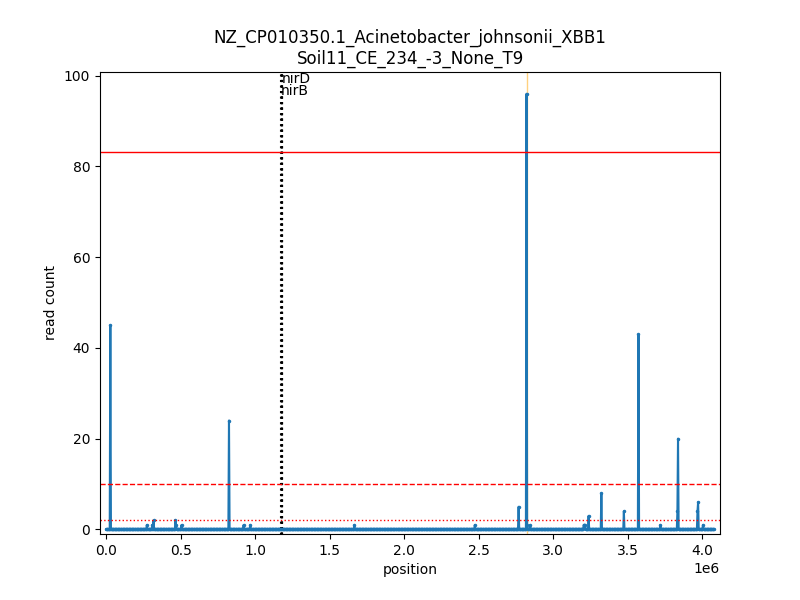 NZ_CP010350.1_Acinetobacter_johnsonii_XBB1
Soil11_CE_234_-3_None_T9
nirD
nirB
100
80
60
40
20
0
read count
0.0 0.5 1.0 1.5 2.0 2.5 3.0 3.5 4.0
1e6
position